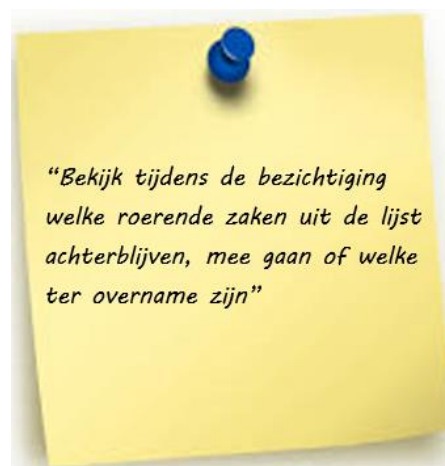 “Bekijk tijdens de bezichtiging
welke roerende zaken uit de lijst
achterblijven, mee gaan of welke
ter overname zijn”